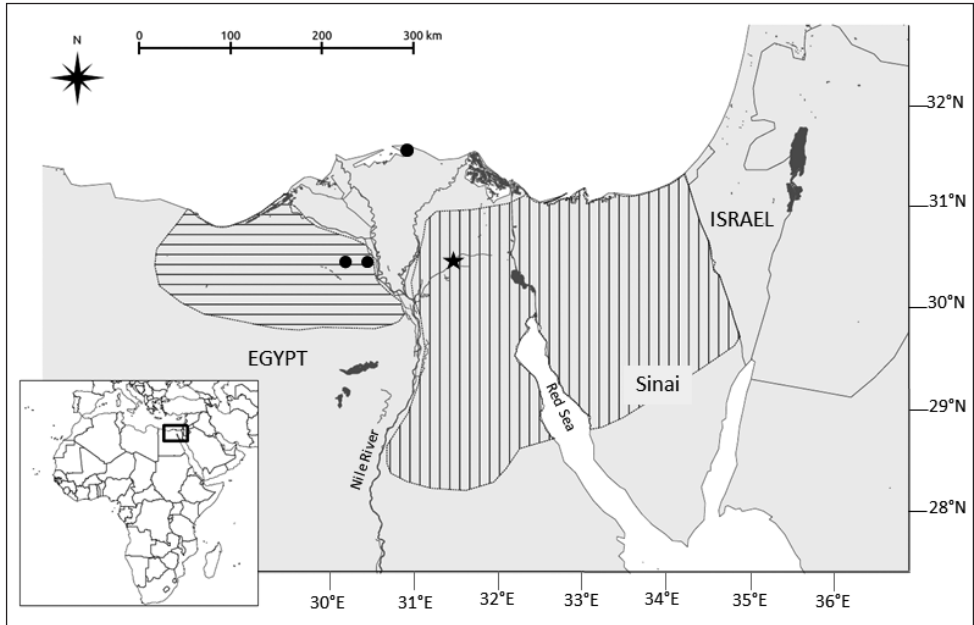 N
0 100 200 300 km
32°N
31°N
ISRAEL
30°N
EGYPT
Sinai
Red Sea
29°N
Nile River
28°N
30°E 31°E 32°E 33°E 34°E 35°E 36°E